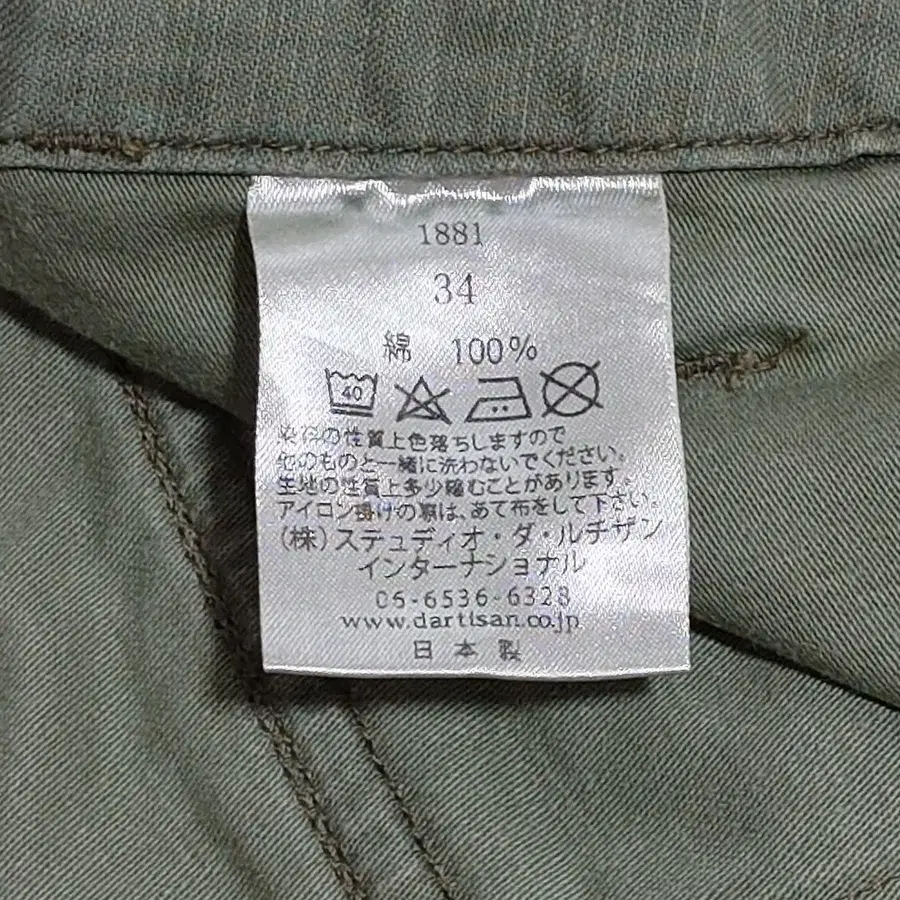 1881
34
綿 100%
40
染料の性質上色落ちしますので
他のものと一緒に洗わないでください。
生地の性質上多少縮むことがあります。
アイロン掛けの際は、あて布をして下さい。
(株)ステュディオ・ダ・ルチザン
インターナショナル
06-6536-6328
www.dartisan.co.jp
日本製